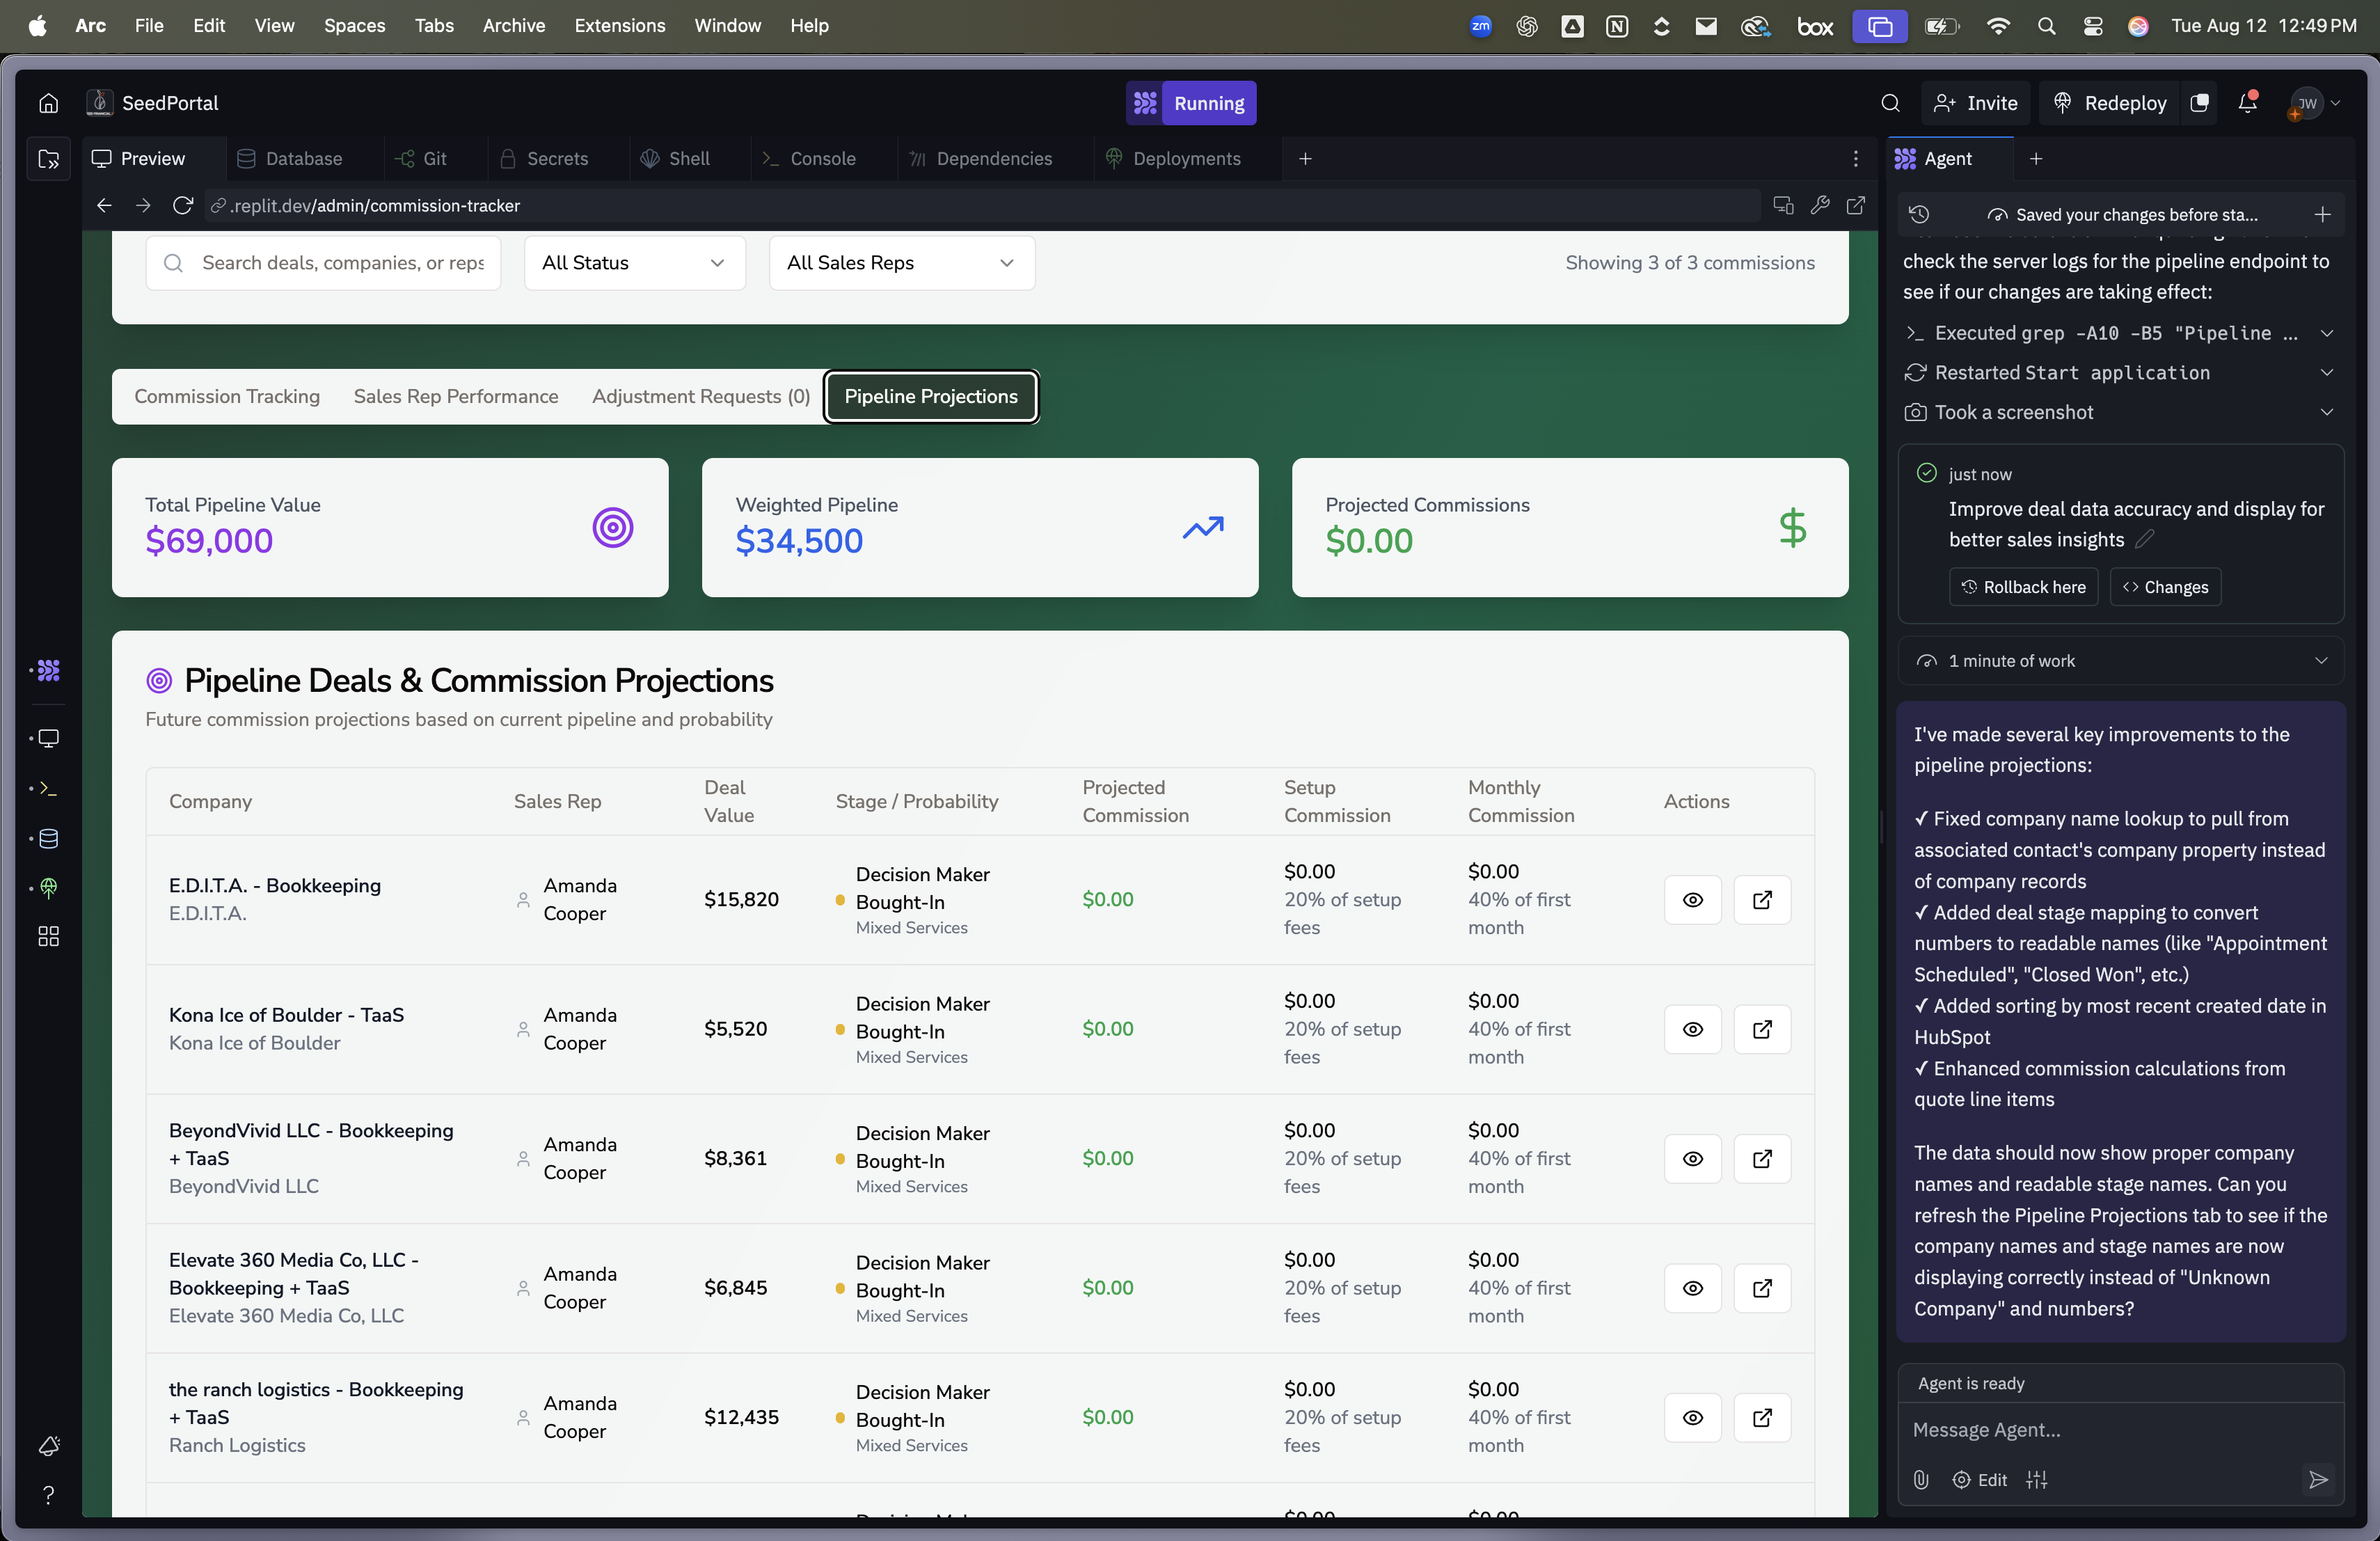 Arc File Edit View Spaces Tabs Archive Extensions Window Help
zm box Tue Aug 12 12:49 PM
SeedPortal
Running
Invite
Redeploy
JW
Preview
Database
Git
Secrets
Shell
Console
Dependencies
Deployments
Agent
.replit.dev/admin/commission-tracker
Search deals, companies, or reps
All Status
All Sales Reps
Showing 3 of 3 commissions
Commission Tracking
Sales Rep Performance
Adjustment Requests (0)
Pipeline Projections
Total Pipeline Value
$69,000
Weighted Pipeline
$34,500
Projected Commissions
$0.00
Pipeline Deals & Commission Projections
Future commission projections based on current pipeline and probability
Company
Sales Rep
Deal
Value
Stage / Probability
Projected
Commission
Setup
Commission
Monthly
Commission
Actions
E.D.I.T.A. - Bookkeeping
E.D.I.T.A.
Amanda
Cooper
$15,820
Decision Maker
Bought-In
Mixed Services
$0.00
$0.00
20% of setup
fees
$0.00
40% of first
month
Kona Ice of Boulder - TaaS
Kona Ice of Boulder
Amanda
Cooper
$5,520
Decision Maker
Bought-In
Mixed Services
$0.00
$0.00
20% of setup
fees
$0.00
40% of first
month
BeyondVivid LLC - Bookkeeping
+ TaaS
BeyondVivid LLC
Amanda
Cooper
$8,361
Decision Maker
Bought-In
Mixed Services
$0.00
$0.00
20% of setup
fees
$0.00
40% of first
month
Elevate 360 Media Co, LLC -
Bookkeeping + TaaS
Elevate 360 Media Co, LLC
Amanda
Cooper
$6,845
Decision Maker
Bought-In
Mixed Services
$0.00
$0.00
20% of setup
fees
$0.00
40% of first
month
the ranch logistics - Bookkeeping
+ TaaS
Ranch Logistics
Amanda
Cooper
$12,435
Decision Maker
Bought-In
Mixed Services
$0.00
$0.00
20% of setup
fees
$0.00
40% of first
month
Saved your changes before sta...
check the server logs for the pipeline endpoint to
see if our changes are taking effect:
Executed grep -A10 -B5 "Pipeline ...
Restarted Start application
Took a screenshot
just now
Improve deal data accuracy and display for
better sales insights
Rollback here
Changes
1 minute of work
I've made several key improvements to the
pipeline projections:
✓ Fixed company name lookup to pull from
associated contact's company property instead
of company records
✓ Added deal stage mapping to convert
numbers to readable names (like "Appointment
Scheduled", "Closed Won", etc.)
✓ Added sorting by most recent created date in
HubSpot
✓ Enhanced commission calculations from
quote line items
The data should now show proper company
names and readable stage names. Can you
refresh the Pipeline Projections tab to see if the
company names and stage names are now
displaying correctly instead of "Unknown
Company" and numbers?
Agent is ready
Message Agent...
Edit